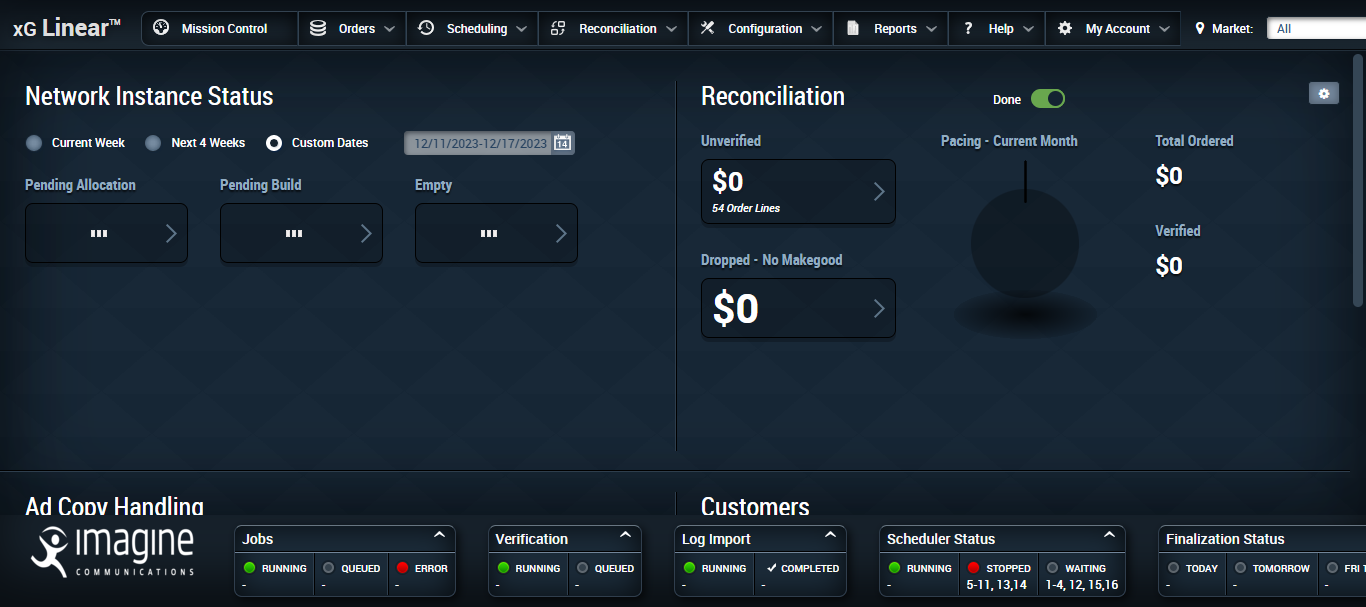 xG Linear™
Mission Control
Orders
Scheduling
Reconciliation
Configuration
Reports
? Help
My Account
Market:
All
Network Instance Status
Current Week
Next 4 Weeks
Custom Dates
12/11/2023-12/17/2023
14
Pending Allocation
Pending Build
Empty
Reconciliation
Done
Unverified
$0
54 Order Lines
Dropped - No Makegood
$0
Pacing - Current Month
Total Ordered
$0
Verified
$0
Ad Copy Handling
Customers
imagine
COMMUNICATIONS
Jobs
RUNNING
-
QUEUED
-
ERROR
-
Verification
RUNNING
-
QUEUED
-
Log Import
RUNNING
-
COMPLETED
-
Scheduler Status
RUNNING
-
STOPPED
5-11, 13,14
WAITING
1-4, 12, 15,16
Finalization Status
TODAY
-
TOMORROW
-
FRI
-